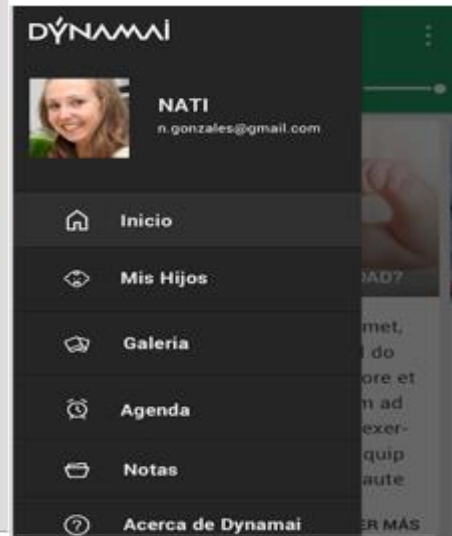 DÝNAMAİ
NATI
n.gonzales@gmail.com
Inicio
Mis Hijos
Galeria
Agenda
Notas
Acerca de Dynamai
DAD?
met,
do
ore et
m ad
exer-
quip
aute
ER MÁS